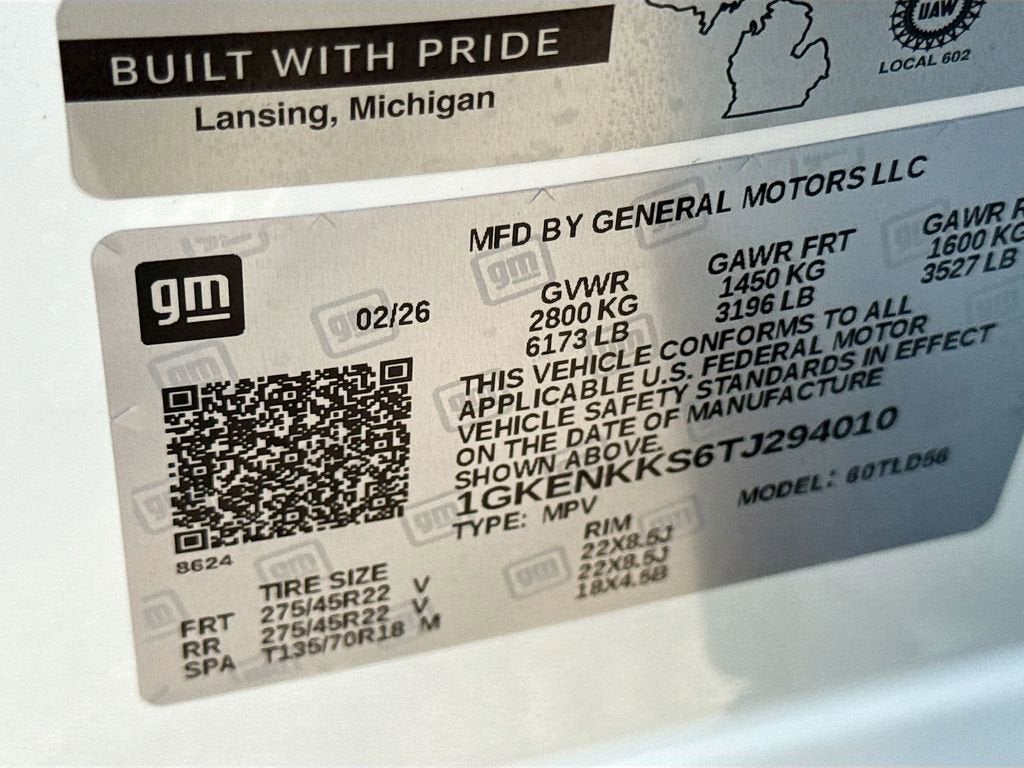 BUILT WITH PRIDE
Lansing, Michigan
UAW
LOCAL 602
gm
MFD BY GENERAL MOTORS LLC
02/26
GVWR
2800 KG
6173 LB
GAWR FRT
1450 KG
3196 LB
GAWR R
1600 KG
3527 LB
THIS VEHICLE CONFORMS TO ALL
APPLICABLE U.S. FEDERAL MOTOR
VEHICLE SAFETY STANDARDS IN EFFECT
ON THE DATE OF MANUFACTURE
SHOWN ABOVE.
1GKENKKS6TJ294010
TYPE: MPV
MODEL: 60TLD56
8624
TIRE SIZE RIM
FRT 275/45R22 V 22X8.5J
RR 275/45R22 V 22X8.5J
SPA T135/70R18 M 18X4.5B